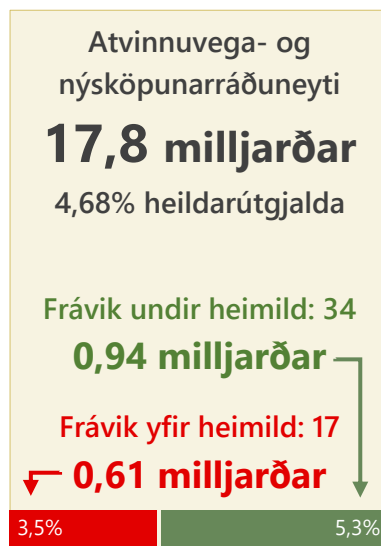 Atvinnuvega- og
nýsköpunarráðuneyti
17,8 milljarðar
4,68% heildarútgjalda
Frávik undir heimild: 34
0,94 milljarðar
Frávik yfir heimild: 17
0,61 milljarðar
3,5% 5,3%